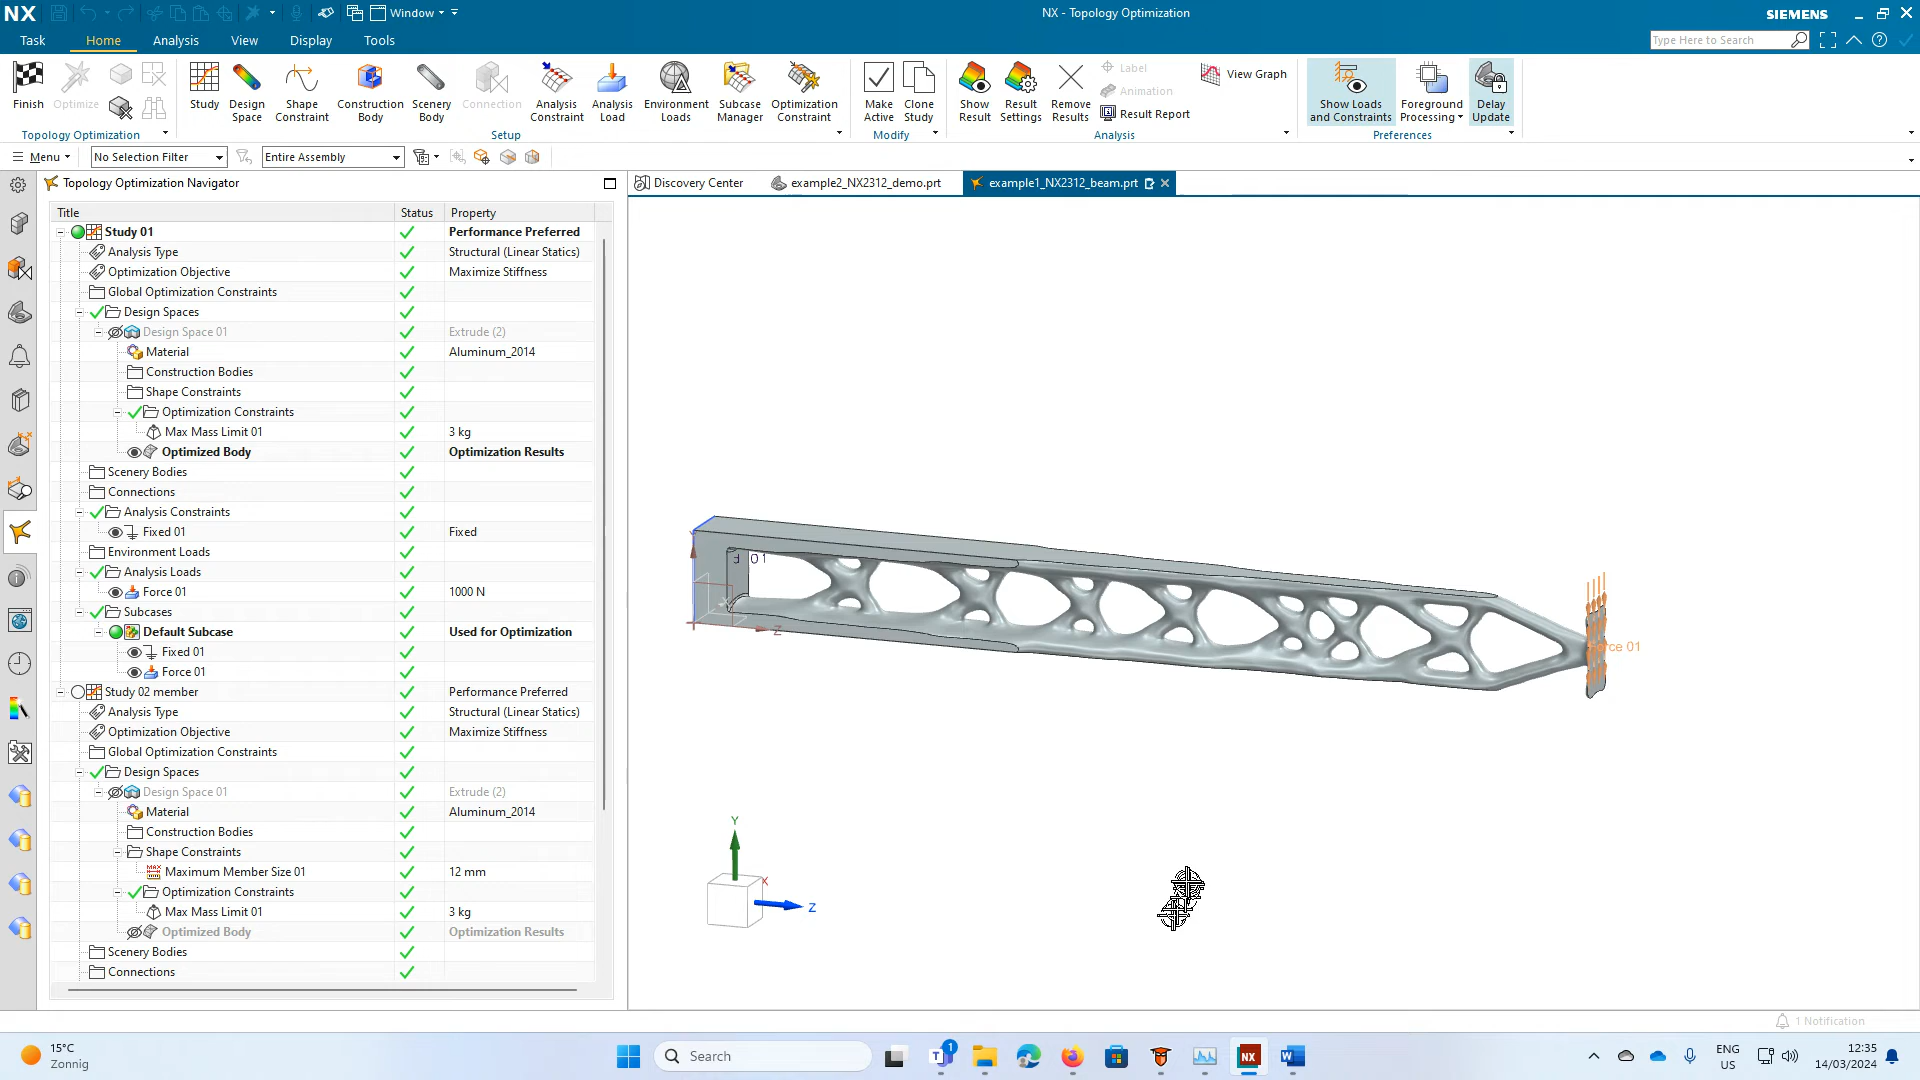 NX Window NX - Topology Optimization SIEMENS
Task Home Analysis View Display Tools Type Here to Search
Finish Optimize Study Design Space Shape Constraint Construction Body Scenery Body Connection Analysis Constraint Analysis Load Environment Loads Subcase Manager Optimization Constraint Make Active Clone Study Show Result Result Settings Remove Results Label Animation Result Report View Graph Show Loads and Constraints Foreground Processing Delay Update
Topology Optimization Setup Modify Analysis Preferences
Menu No Selection Filter Entire Assembly
Topology Optimization Navigator Discovery Center example2_NX2312_demo.prt example1_NX2312_beam.prt
Title Status Property
Study 01 Performance Preferred
Analysis Type Structural (Linear Statics)
Optimization Objective Maximize Stiffness
Global Optimization Constraints
Design Spaces
Design Space 01 Extrude (2)
Material Aluminum_2014
Construction Bodies
Shape Constraints
Optimization Constraints
Max Mass Limit 01 3 kg
Optimized Body Optimization Results
Scenery Bodies
Connections
Analysis Constraints
Fixed 01 Fixed
Environment Loads
Analysis Loads
Force 01 1000 N
Subcases
Default Subcase Used for Optimization
Fixed 01
Force 01
Study 02 member Performance Preferred
Analysis Type Structural (Linear Statics)
Optimization Objective Maximize Stiffness
Global Optimization Constraints
Design Spaces
Design Space 01 Extrude (2)
Material Aluminum_2014
Construction Bodies
Shape Constraints
Maximum Member Size 01 12 mm
Optimization Constraints
Max Mass Limit 01 3 kg
Optimized Body Optimization Results
Scenery Bodies
Connections
01
Z
Y
X
Z
1 Notification
15°C
Zonnig
Search
1
NX
ENG
US
12:35
14/03/2024